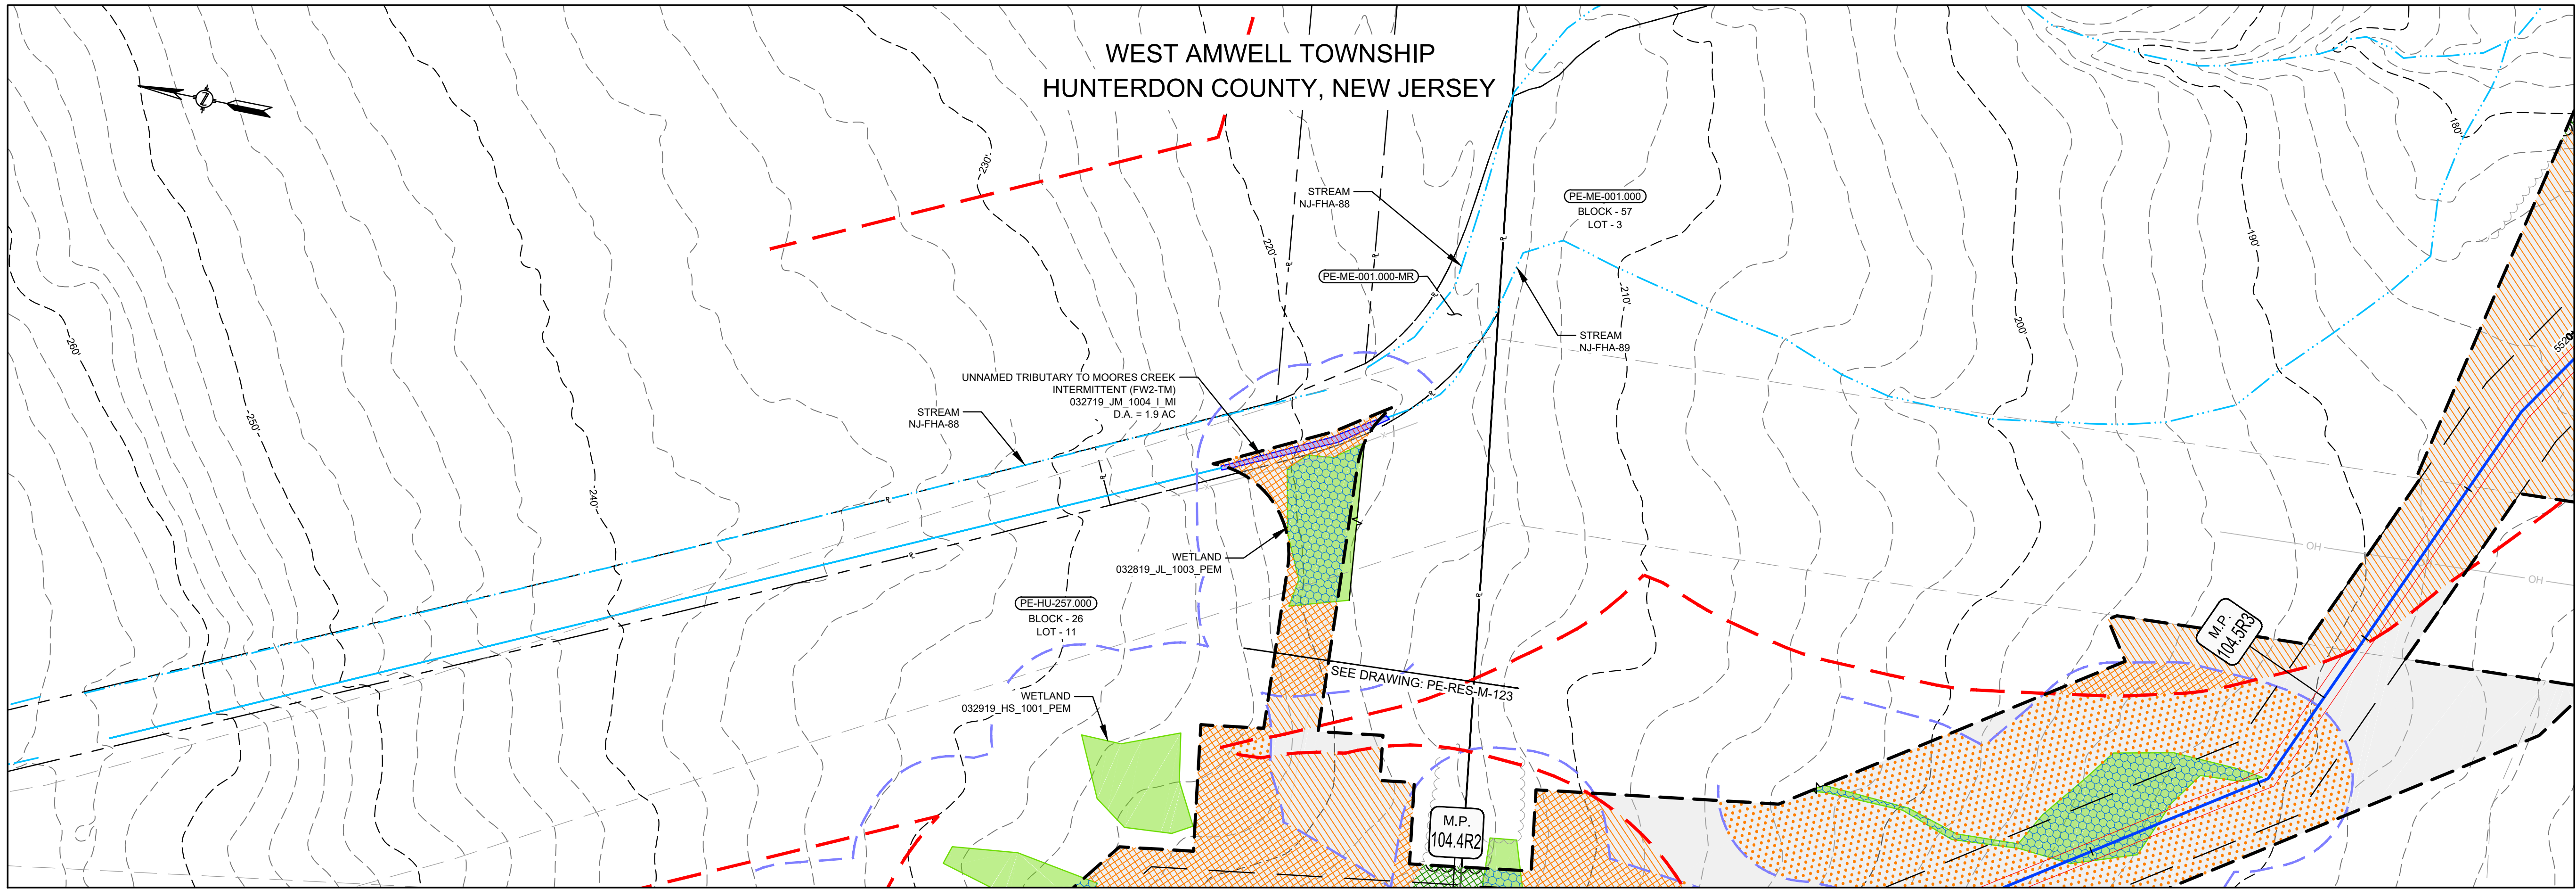 WEST AMWELL TOWNSHIP
HUNTERDON COUNTY, NEW JERSEY
STREAM
NJ-FHA-88
PE-ME-001.000
BLOCK - 57
LOT - 3
PE-ME-001.000-MR
STREAM
NJ-FHA-89
UNNAMED TRIBUTARY TO MOORES CREEK
INTERMITTENT (FW2-TM)
032719_JM_1004_I_MI
D.A. = 1.9 AC
STREAM
NJ-FHA-88
WETLAND
032819_JL_1003_PEM
PE-HU-257.000
BLOCK - 26
LOT - 11
WETLAND
032919_HS_1001_PEM
SEE DRAWING: PE-RES-M-123
M.P.
104.4R2
M.P.
104.5R3
260'
250'
240'
230'
220'
210'
200'
190'
180'
OH
OH
Z